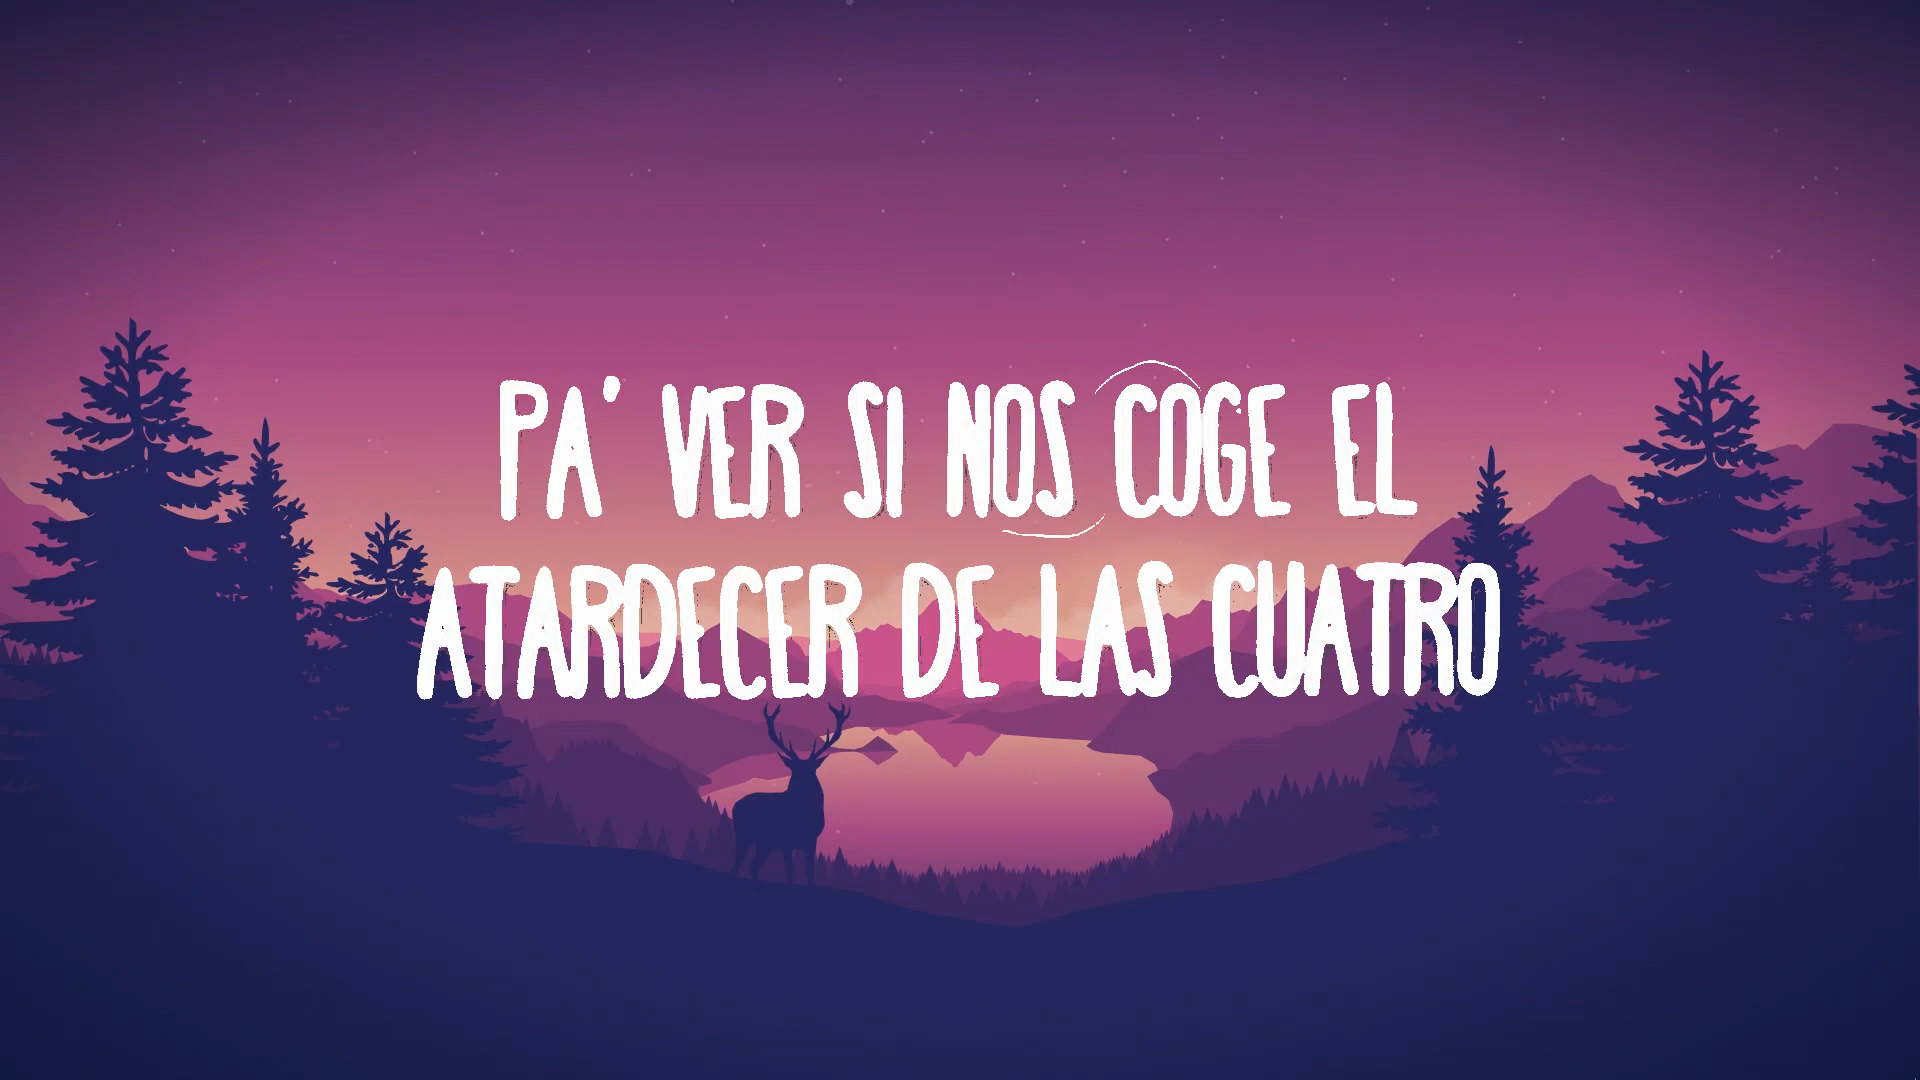 PA' VER SI NOS COGE EL
ATARDECER DE LAS CUATRO